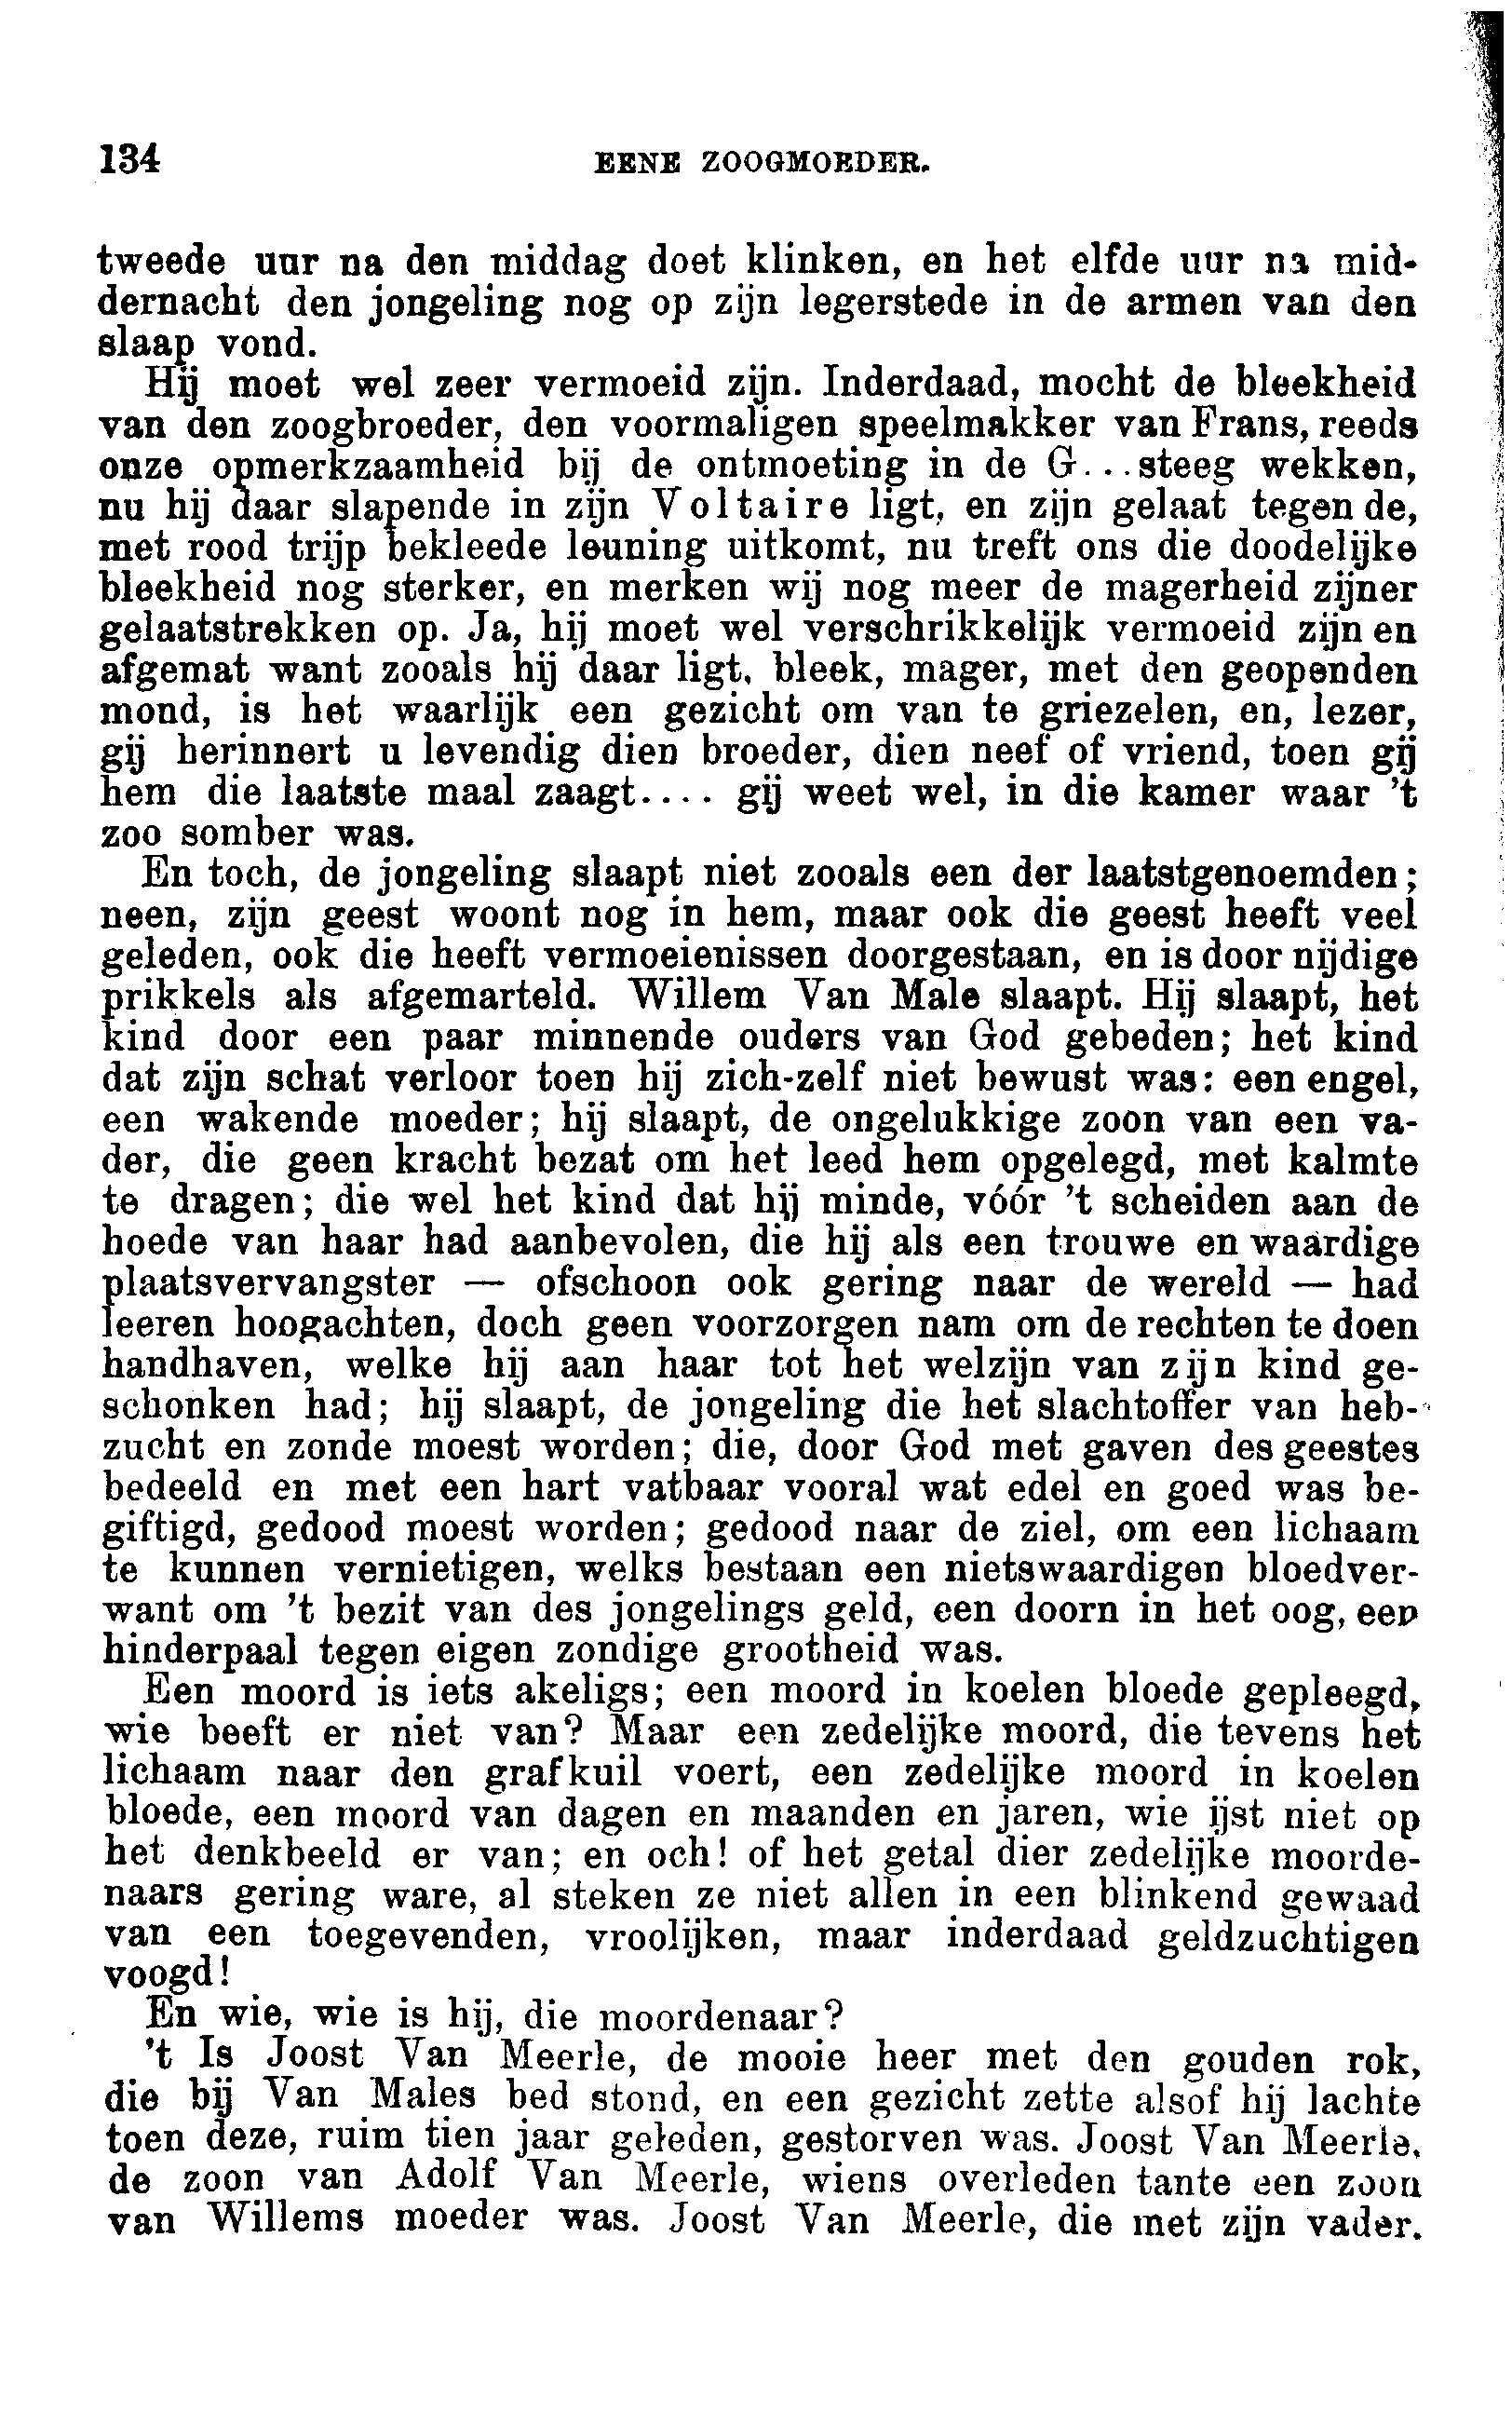 134 EENE ZOOGMOEDER.
tweede uur na den middag doet klinken, en het elfde uur na mid-
dernacht den jongeling nog op zijn legerstede in de armen van den
slaap vond.
Hij moet wel zeer vermoeid zijn. Inderdaad, mocht de bleekheid
van den zoogbroeder, den voormaligen speelmakker van Frans, reeds
onze opmerkzaamheid bij de ontmoeting in de G...steeg wekken,
nu hij daar slapende in zijn Voltaire ligt, en zijn gelaat tegen de,
met rood trijp bekleede leuning uitkomt, nu treft ons die doodelijke
bleekheid nog sterker, en merken wij nog meer de magerheid zijner
gelaatstrekken op. Ja, hij moet wel verschrikkelijk vermoeid zijn en
afgemat want zooals hij daar ligt, bleek, mager, met den geopenden
mond, is het waarlijk een gezicht om van te griezelen, en, lezer,
gij herinnert u levendig dien broeder, dien neef of vriend, toen gij
hem die laatste maal zaagt.... gij weet wel, in die kamer waar 't
zoo somber was.
En toch, de jongeling slaapt niet zooals een der laatstgenoemden;
neen, zijn geest woont nog in hem, maar ook die geest heeft veel
geleden, ook die heeft vermoeienissen doorgestaan, en is door nijdige
prikkels als afgemarteld. Willem Van Male slaapt. Hij slaapt, het
kind door een paar minnende ouders van God gebeden; het kind
dat zijn schat verloor toen hij zich-zelf niet bewust was: een engel,
een wakende moeder; hij slaapt, de ongelukkige zoon van een va-
der, die geen kracht bezat om het leed hem opgelegd, met kalmte
te dragen; die wel het kind dat hij minde, vóór 't scheiden aan de
hoede van haar had aanbevolen, die hij als een trouwe en waardige
plaatsvervangster — ofschoon ook gering naar de wereld — had
leeren hoogachten, doch geen voorzorgen nam om de rechten te doen
handhaven, welke hij aan haar tot het welzijn van zijn kind ge-
schonken had; hij slaapt, de jongeling die het slachtoffer van heb-
zucht en zonde moest worden; die, door God met gaven des geestes
bedeeld en met een hart vatbaar vooral wat edel en goed was be-
giftigd, gedood moest worden; gedood naar de ziel, om een lichaam
te kunnen vernietigen, welks bestaan een nietswaardigen bloedver-
want om 't bezit van des jongelings geld, een doorn in het oog, een
hinderpaal tegen eigen zondige grootheid was.
Een moord is iets akeligs; een moord in koelen bloede gepleegd,
wie beeft er niet van? Maar een zedelijke moord, die tevens het
lichaam naar den grafkuil voert, een zedelijke moord in koelen
bloede, een moord van dagen en maanden en jaren, wie ijst niet op
het denkbeeld er van; en och! of het getal dier zedelijke moorde-
naars gering ware, al steken ze niet allen in een blinkend gewaad
van een toegevenden, vroolijken, maar inderdaad geldzuchtigen
voogd!
En wie, wie is hij, die moordenaar?
't Is Joost Van Meerle, de mooie heer met den gouden rok,
die bij Van Males bed stond, en een gezicht zette alsof hij lachte
toen deze, ruim tien jaar geleden, gestorven was. Joost Van Meerle,
de zoon van Adolf Van Meerle, wiens overleden tante een zoon
van Willems moeder was. Joost Van Meerle, die met zijn vader.